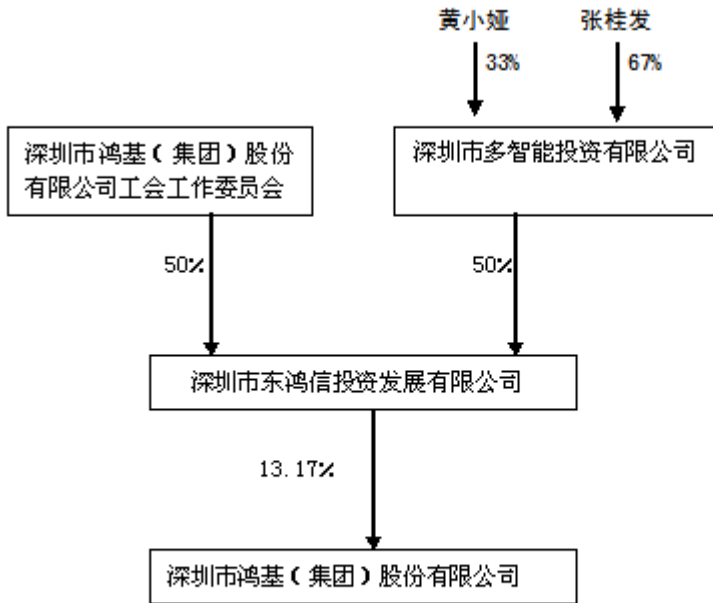 黄小娅 张桂发
33% 67%
深圳市鸿基(集团)股份
有限公司工会工作委员会
深圳市多智能投资有限公司
50% 50%
深圳市东鸿信投资发展有限公司
13.17%
深圳市鸿基(集团)股份有限公司